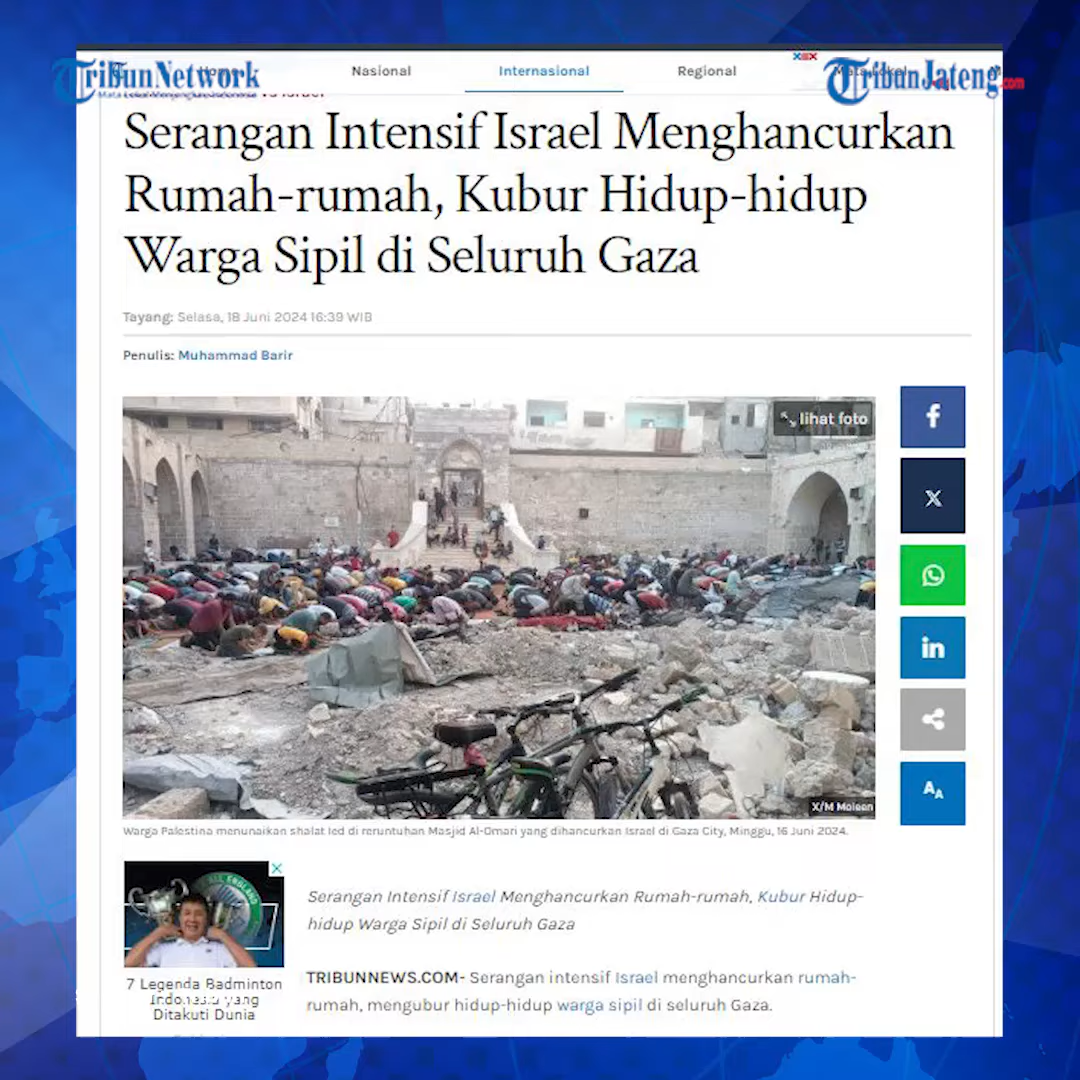 TribunNetwork
Nasional
Internasional
Regional
TribunJateng.com
Serangan Intensif Israel Menghancurkan
Rumah-rumah, Kubur Hidup-hidup
Warga Sipil di Seluruh Gaza
Tayang: Selasa, 18 Juni 2024 16:39 WIB
Penulis: Muhammad Barir
lihat foto
X/M Moleen
Warga Palestina menunaikan shalat Ied di reruntuhan Masjid Al-Omari yang dihancurkan Israel di Gaza City, Minggu, 16 Juni 2024.
Serangan Intensif Israel Menghancurkan Rumah-rumah, Kubur Hidup-
hidup Warga Sipil di Seluruh Gaza
TRIBUNNEWS.COM- Serangan intensif Israel menghancurkan rumah-
rumah, mengubur hidup-hidup warga sipil di seluruh Gaza.
7 Legenda Badminton
Indonesia yang
Ditakuti Dunia